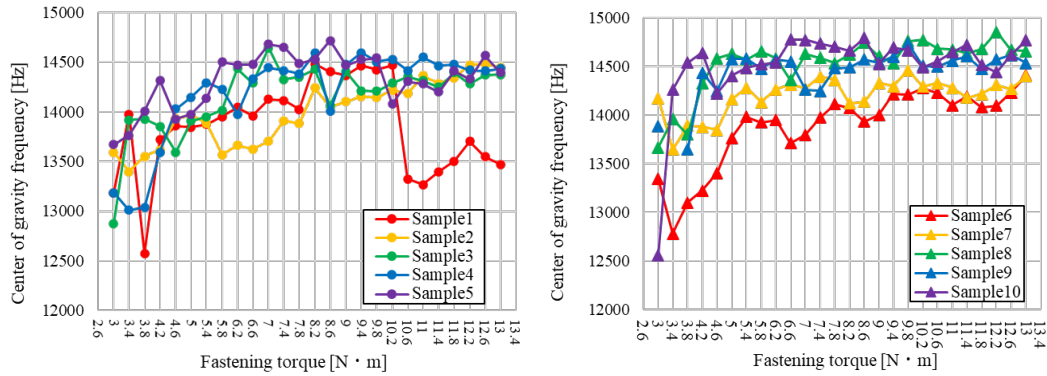 Center of gravity frequency [Hz]
15000
14500
14000
13500
13000
12500
12000
Sample1
Sample2
Sample3
Sample4
Sample5
2.6 3 3.4 3.8 4.2 4.6 5 5.4 5.8 6.2 6.6 7 7.4 7.8 8.2 8.6 9 9.4 9.8 10.2 10.6 11 11.4 11.8 12.2 12.6 13 13.4
Fastening torque [N・m]
Center of gravity frequency [Hz]
15000
14500
14000
13500
13000
12500
12000
Sample6
Sample7
Sample8
Sample9
Sample10
2.6 3 3.4 3.8 4.2 4.6 5 5.4 5.8 6.2 6.6 7 7.4 7.8 8.2 8.6 9 9.4 9.8 10.2 10.6 11 11.4 11.8 12.2 12.6 13 13.4
Fastening torque [N・m]